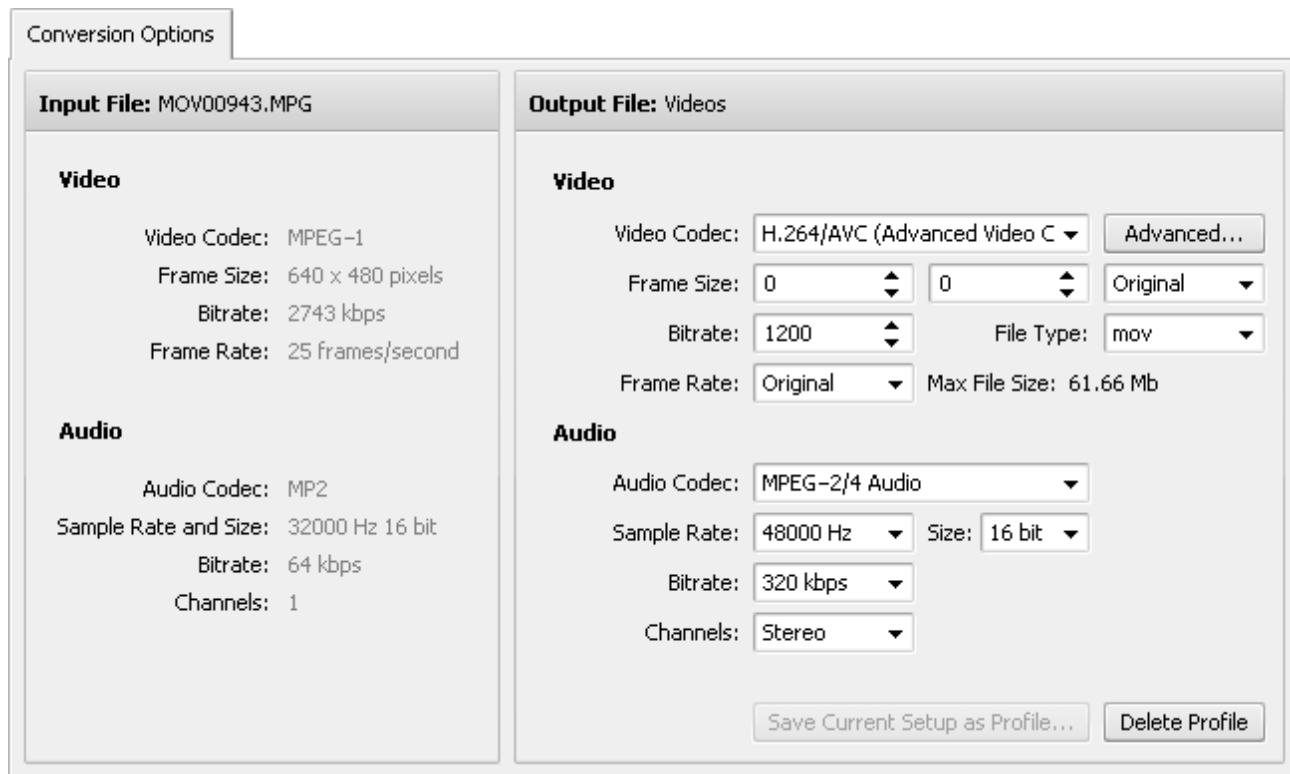 Conversion Options
Input File: MOV00943.MPG
Video
Video Codec: MPEG-1
Frame Size: 640 x 480 pixels
Bitrate: 2743 kbps
Frame Rate: 25 frames/second
Audio
Audio Codec: MP2
Sample Rate and Size: 32000 Hz 16 bit
Bitrate: 64 kbps
Channels: 1
Output File: Videos
Video
Video Codec: H.264/AVC (Advanced Video C Advanced...
Frame Size: 0 0 Original
Bitrate: 1200 File Type: mov
Frame Rate: Original Max File Size: 61.66 Mb
Audio
Audio Codec: MPEG-2/4 Audio
Sample Rate: 48000 Hz Size: 16 bit
Bitrate: 320 kbps
Channels: Stereo
Save Current Setup as Profile... Delete Profile